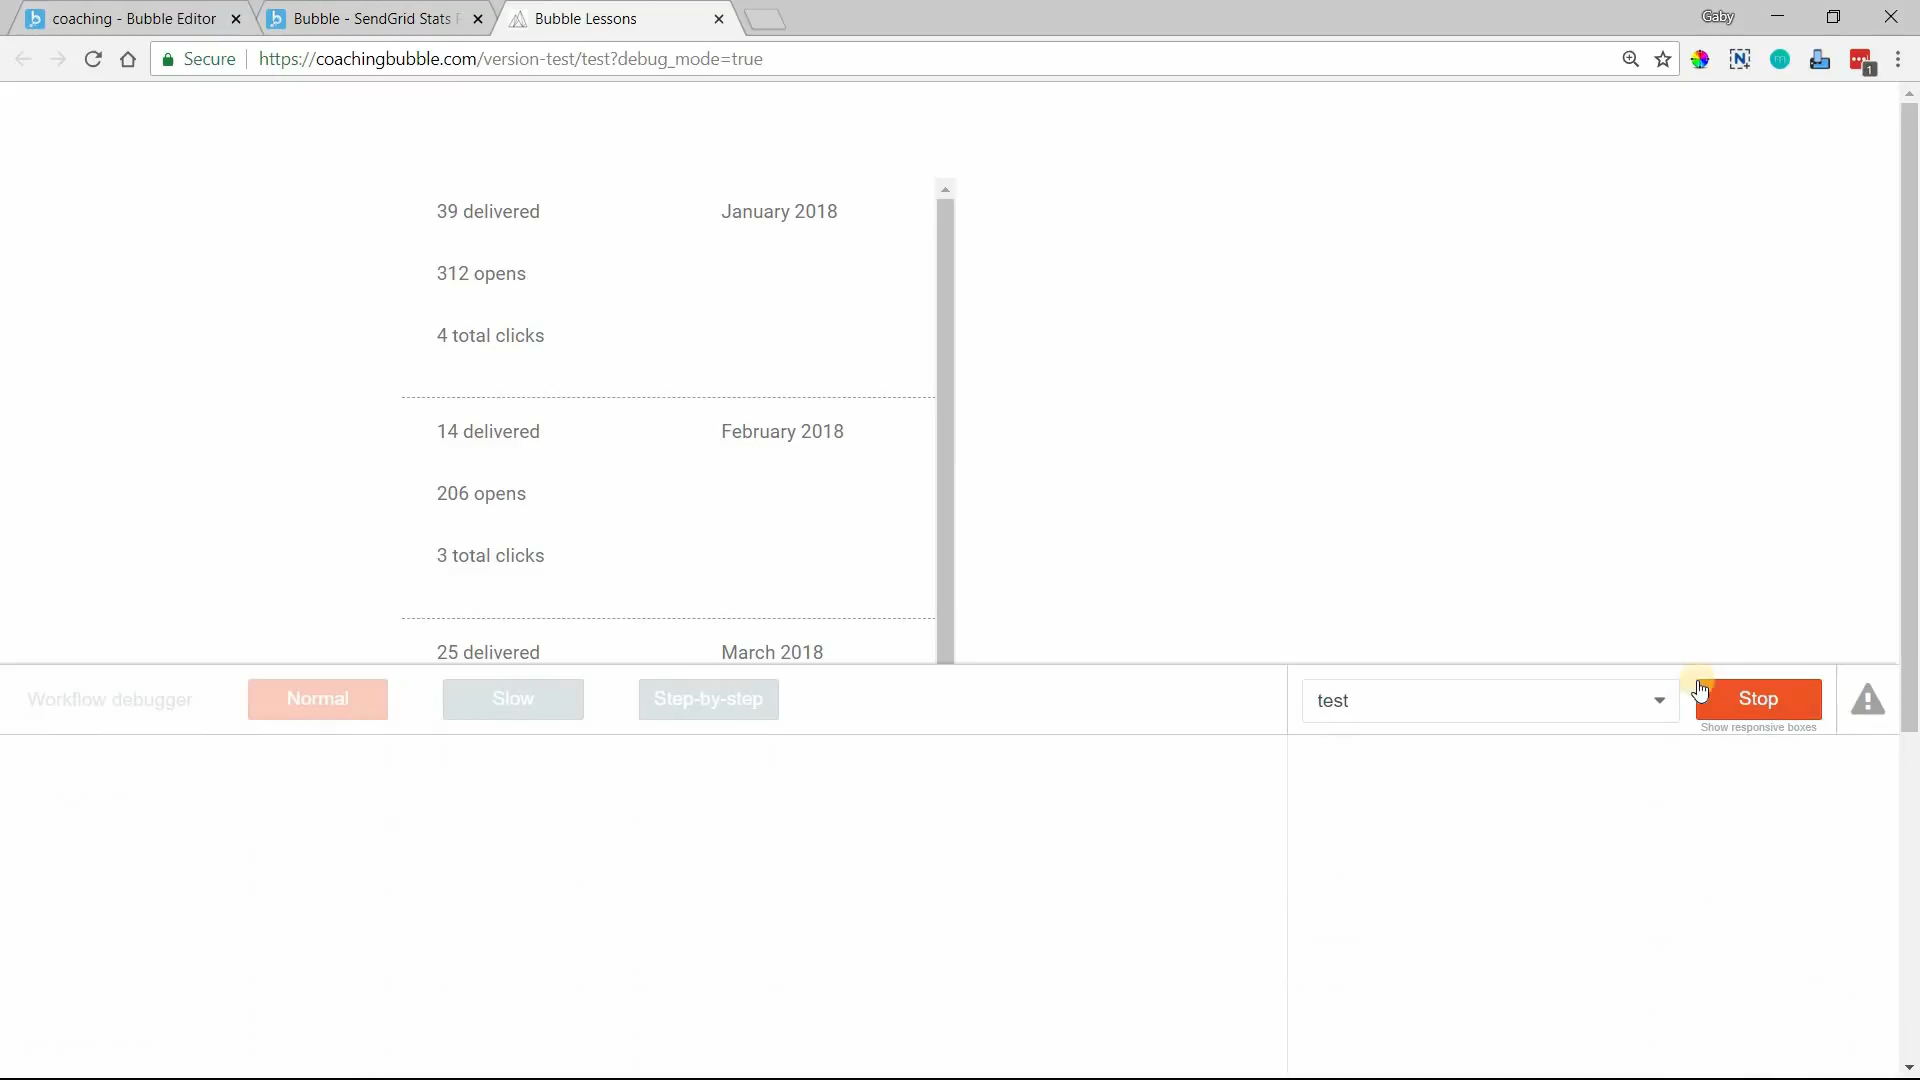 coaching - Bubble Editor
Bubble - SendGrid Stats
Bubble Lessons
Gaby
Secure
https://coachingbubble.com/version-test/test?debug_mode=true
1
39 delivered January 2018
312 opens
4 total clicks
14 delivered February 2018
206 opens
3 total clicks
25 delivered March 2018
Workflow debugger Normal Slow Step-by-step test Stop
Show responsive boxes